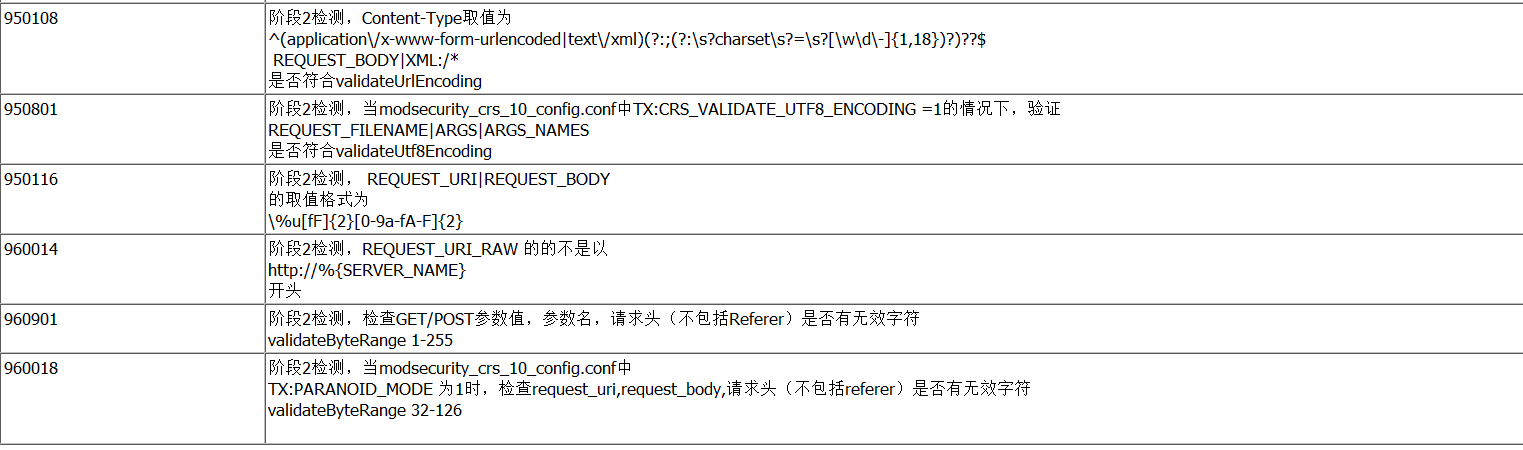 950108
阶段2检测，Content-Type取值为
^(application\/x-www-form-urlencoded|text\/xml)(?:;(?:\s?charset\s?=\s?[\w\d\-]{1,18})?)??$
REQUEST_BODY|XML:/*
是否符合validateUrlEncoding
950801
阶段2检测，当modsecurity_crs_10_config.conf中TX:CRS_VALIDATE_UTF8_ENCODING =1的情况下，验证
REQUEST_FILENAME|ARGS|ARGS_NAMES
是否符合validateUtf8Encoding
950116
阶段2检测， REQUEST_URI|REQUEST_BODY
的取值格式为
\%u[fF]{2}[0-9a-fA-F]{2}
960014
阶段2检测，REQUEST_URI_RAW 的的不是以
http://%{SERVER_NAME}
开头
960901
阶段2检测，检查GET/POST参数值，参数名，请求头（不包括Referer）是否有无效字符
validateByteRange 1-255
960018
阶段2检测，当modsecurity_crs_10_config.conf中
TX:PARANOID_MODE 为1时，检查request_uri,request_body,请求头（不包括referer）是否有无效字符
validateByteRange 32-126